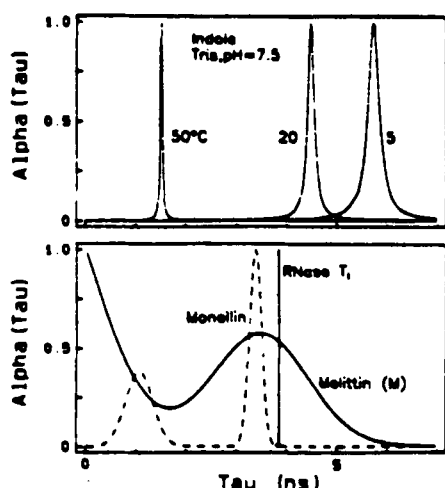 Alpha(Tau)
1.0
0.5
0
Indole
Tris,pH=7.5
50°C
20
5
Alpha(Tau)
1.0
0.5
0
RNase T₁
Monellin
Melittin (M)
0
5
Tau (ns)